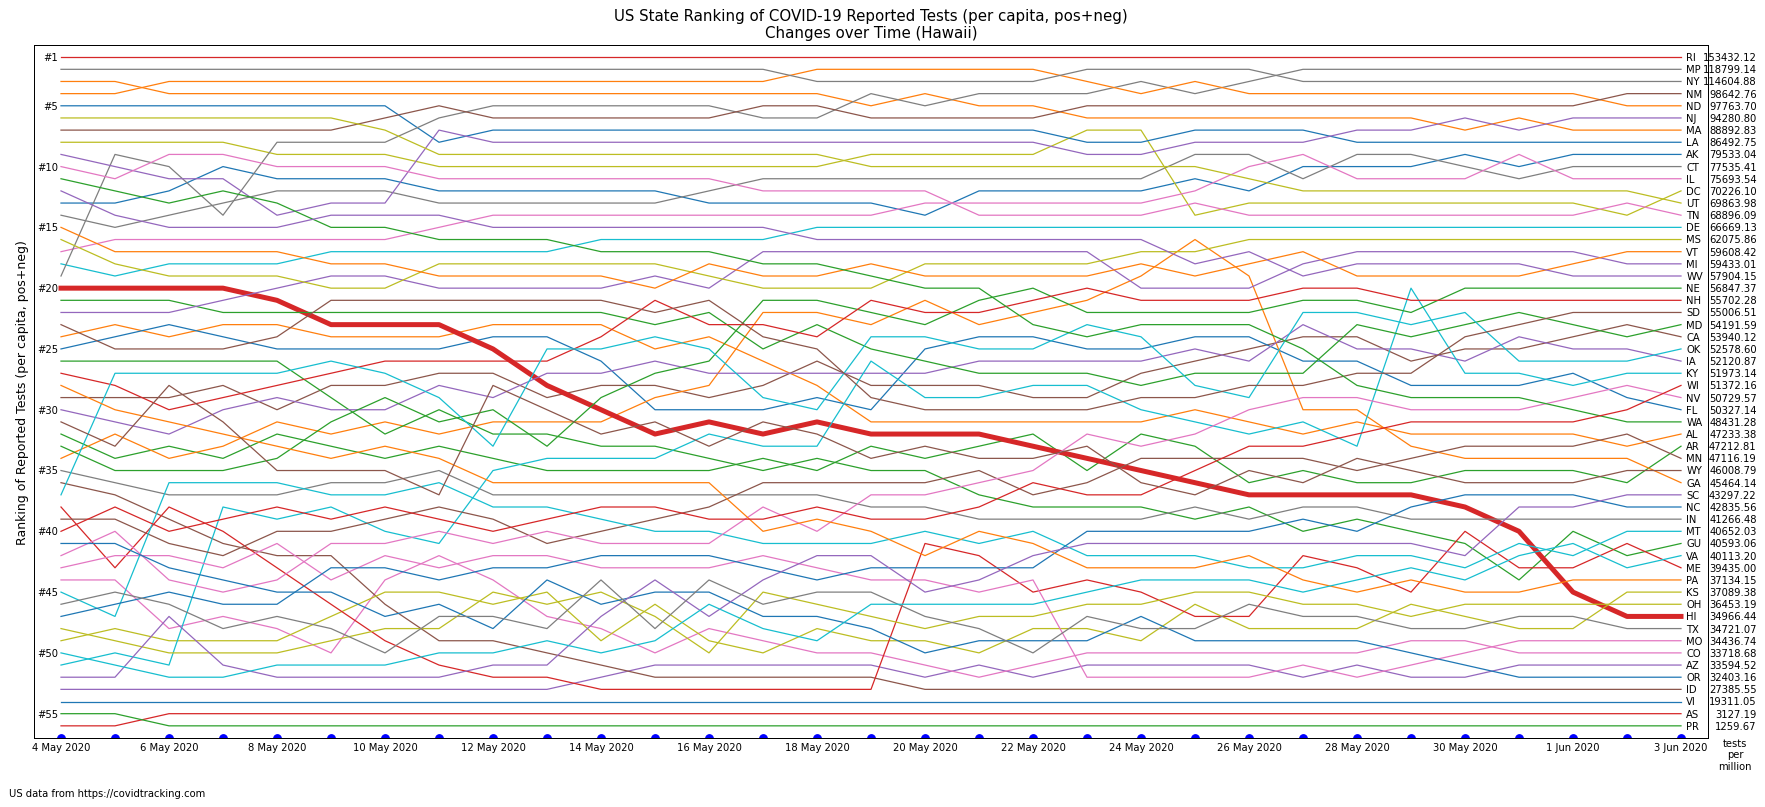 US State Ranking of COVID-19 Reported Tests (per capita, pos+neg)
Changes over Time (Hawaii)
Ranking of Reported Tests (per capita, pos+neg)
#1
#5
#10
#15
#20
#25
#30
#35
#40
#45
#50
#55
RI 153432.12
MP 118799.14
NY 114604.88
NM 98642.76
ND 97763.70
NJ 94280.80
MA 88892.83
LA 86492.75
AK 79533.04
CT 77535.41
IL 75693.54
DC 70226.10
UT 69863.98
TN 68896.09
DE 66669.13
MS 62075.86
VT 59608.42
MI 59433.01
WV 57904.15
NE 56847.37
NH 55702.28
SD 55006.51
MD 54191.59
CA 53940.12
OK 52578.60
IA 52120.87
KY 51973.14
WI 51372.16
NV 50729.57
FL 50327.14
WA 48431.28
AL 47233.38
AR 47212.81
MN 47116.19
WY 46008.79
GA 45464.14
SC 43297.22
NC 42835.56
IN 41266.48
MT 40652.03
GU 40593.06
VA 40113.20
ME 39435.00
PA 37134.15
KS 37089.38
OH 36453.19
HI 34966.44
TX 34721.07
MO 34436.74
CO 33718.68
AZ 33594.52
OR 32403.16
ID 27385.55
VI 19311.05
AS 3127.19
PR 1259.67
4 May 2020
6 May 2020
8 May 2020
10 May 2020
12 May 2020
14 May 2020
16 May 2020
18 May 2020
20 May 2020
22 May 2020
24 May 2020
26 May 2020
28 May 2020
30 May 2020
1 Jun 2020
3 Jun 2020
tests
per
million
US data from https://covidtracking.com